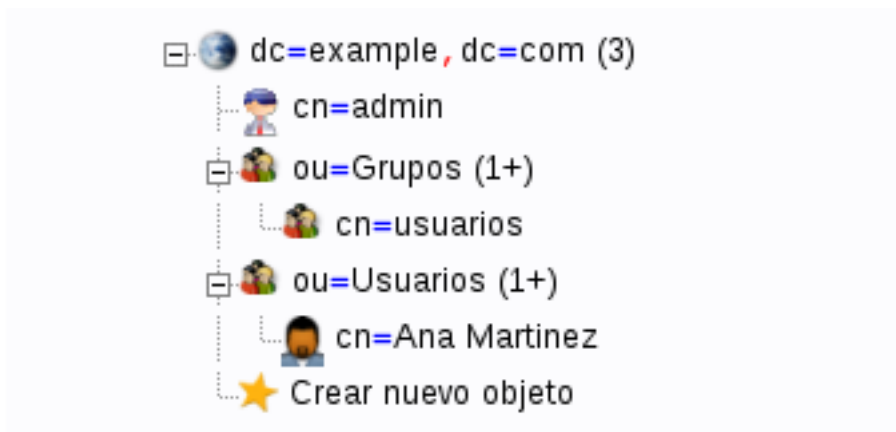 dc=example,dc=com (3)
cn=admin
ou=Grupos (1+)
cn=usuarios
ou=Usuarios (1+)
cn=Ana Martinez
Crear nuevo objeto